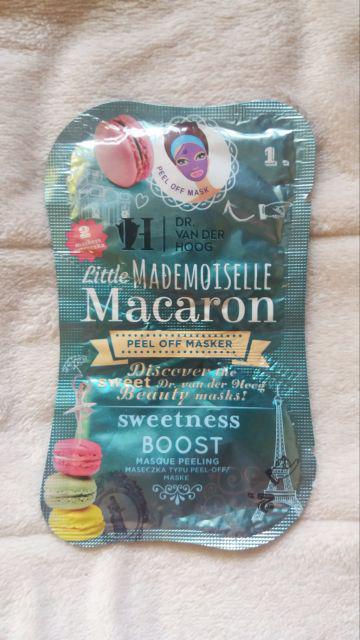 1.
PEEL OFF MASK
2
H
DR.
VAN DER
HOOG
Little MADEMOISELLE
Macaron
PEEL OFF MASKER
Discover the
sweet Dr. van der Hoog
Beauty masks!
sweetness
BOOST
MASQUE PEELING
MASECZKA TYPU PEEL-OFF/
MASKE